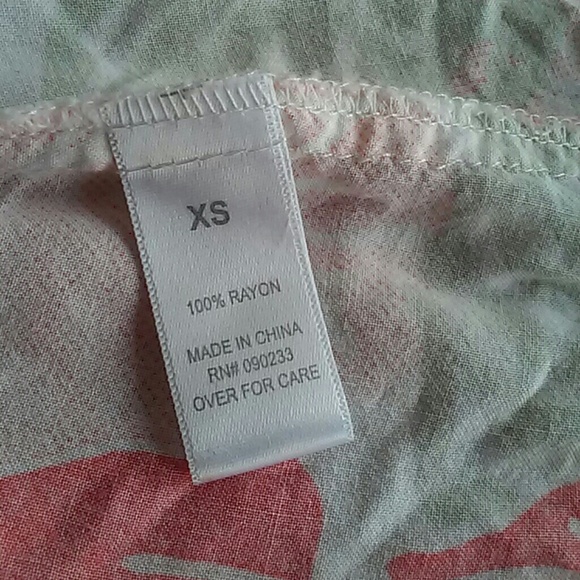 XS
100% RAYON
MADE IN CHINA
RN# 090233
OVER FOR CARE